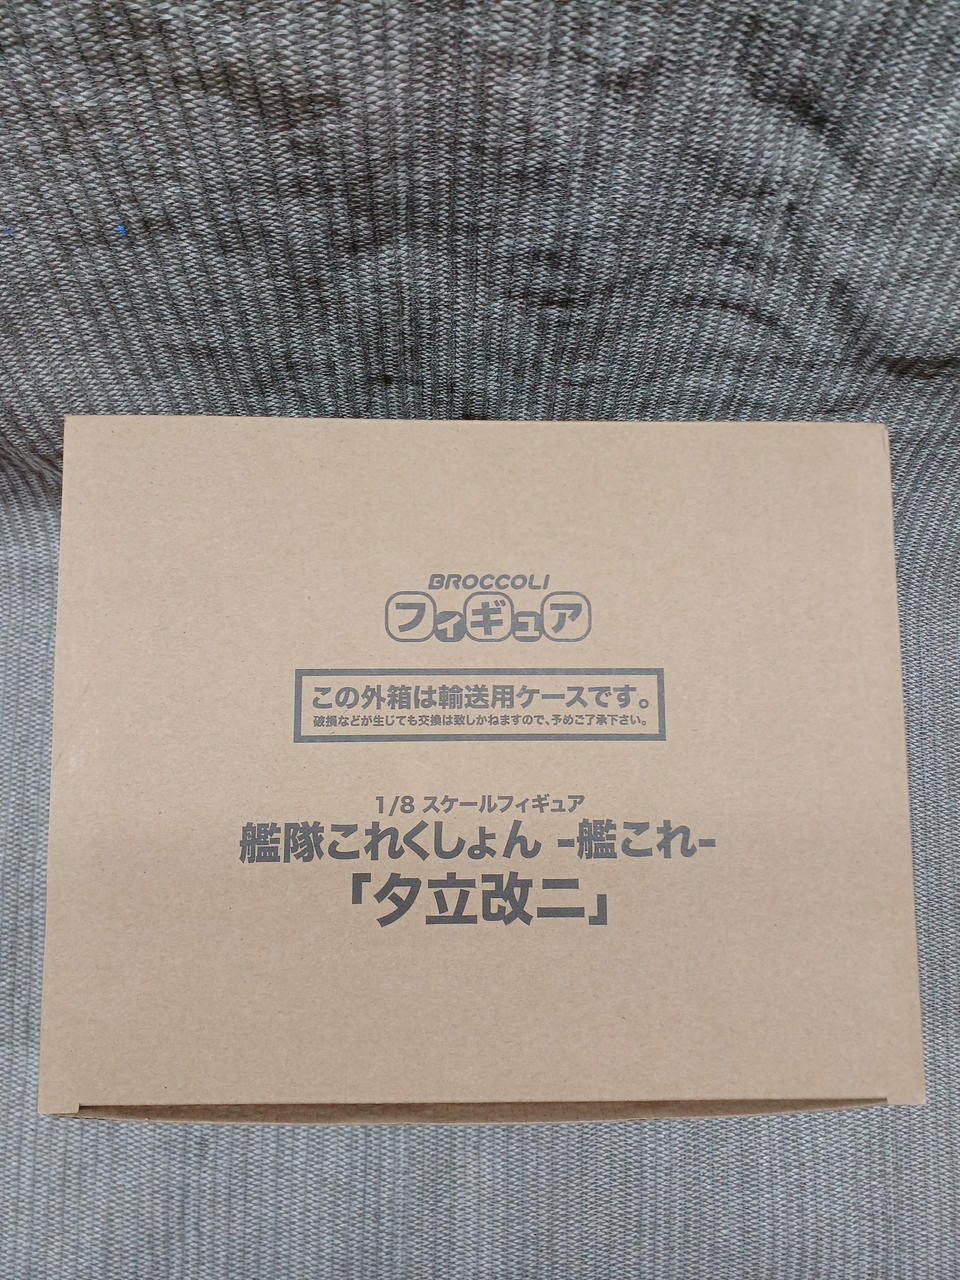 BROCCOLI
フィギュア
この外箱は輸送用ケースです。
破損などが生じても交換は致しかねますので、予めご了承下さい。
1/8 スケールフィギュア
艦隊これくしょん -艦これ-
「夕立改二」